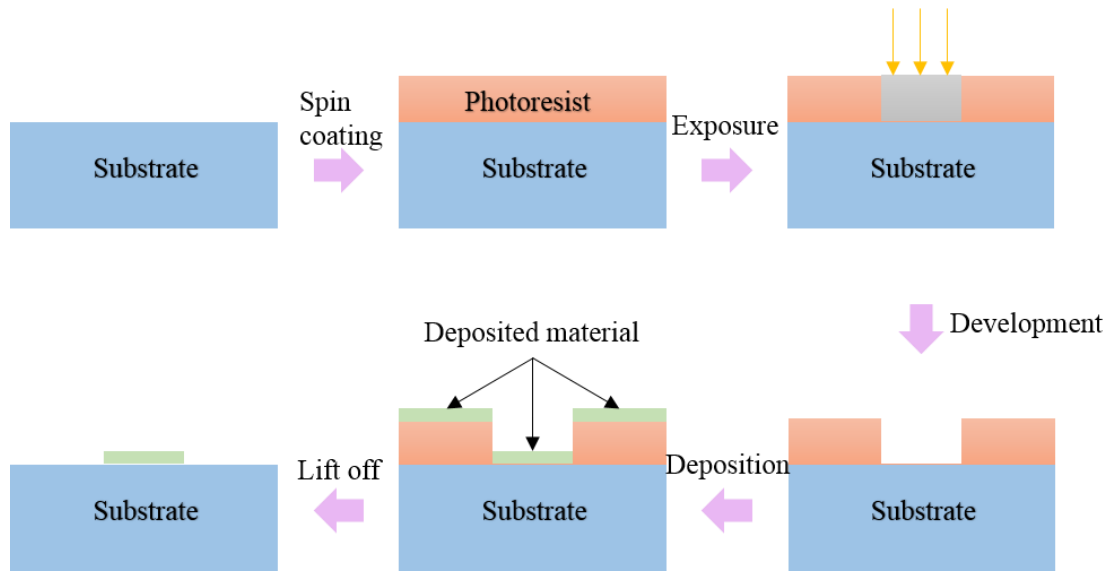 Substrate
Spin
coating
Photoresist
Substrate
Exposure
Substrate
Development
Substrate
Deposition
Deposited material
Substrate
Lift off
Substrate